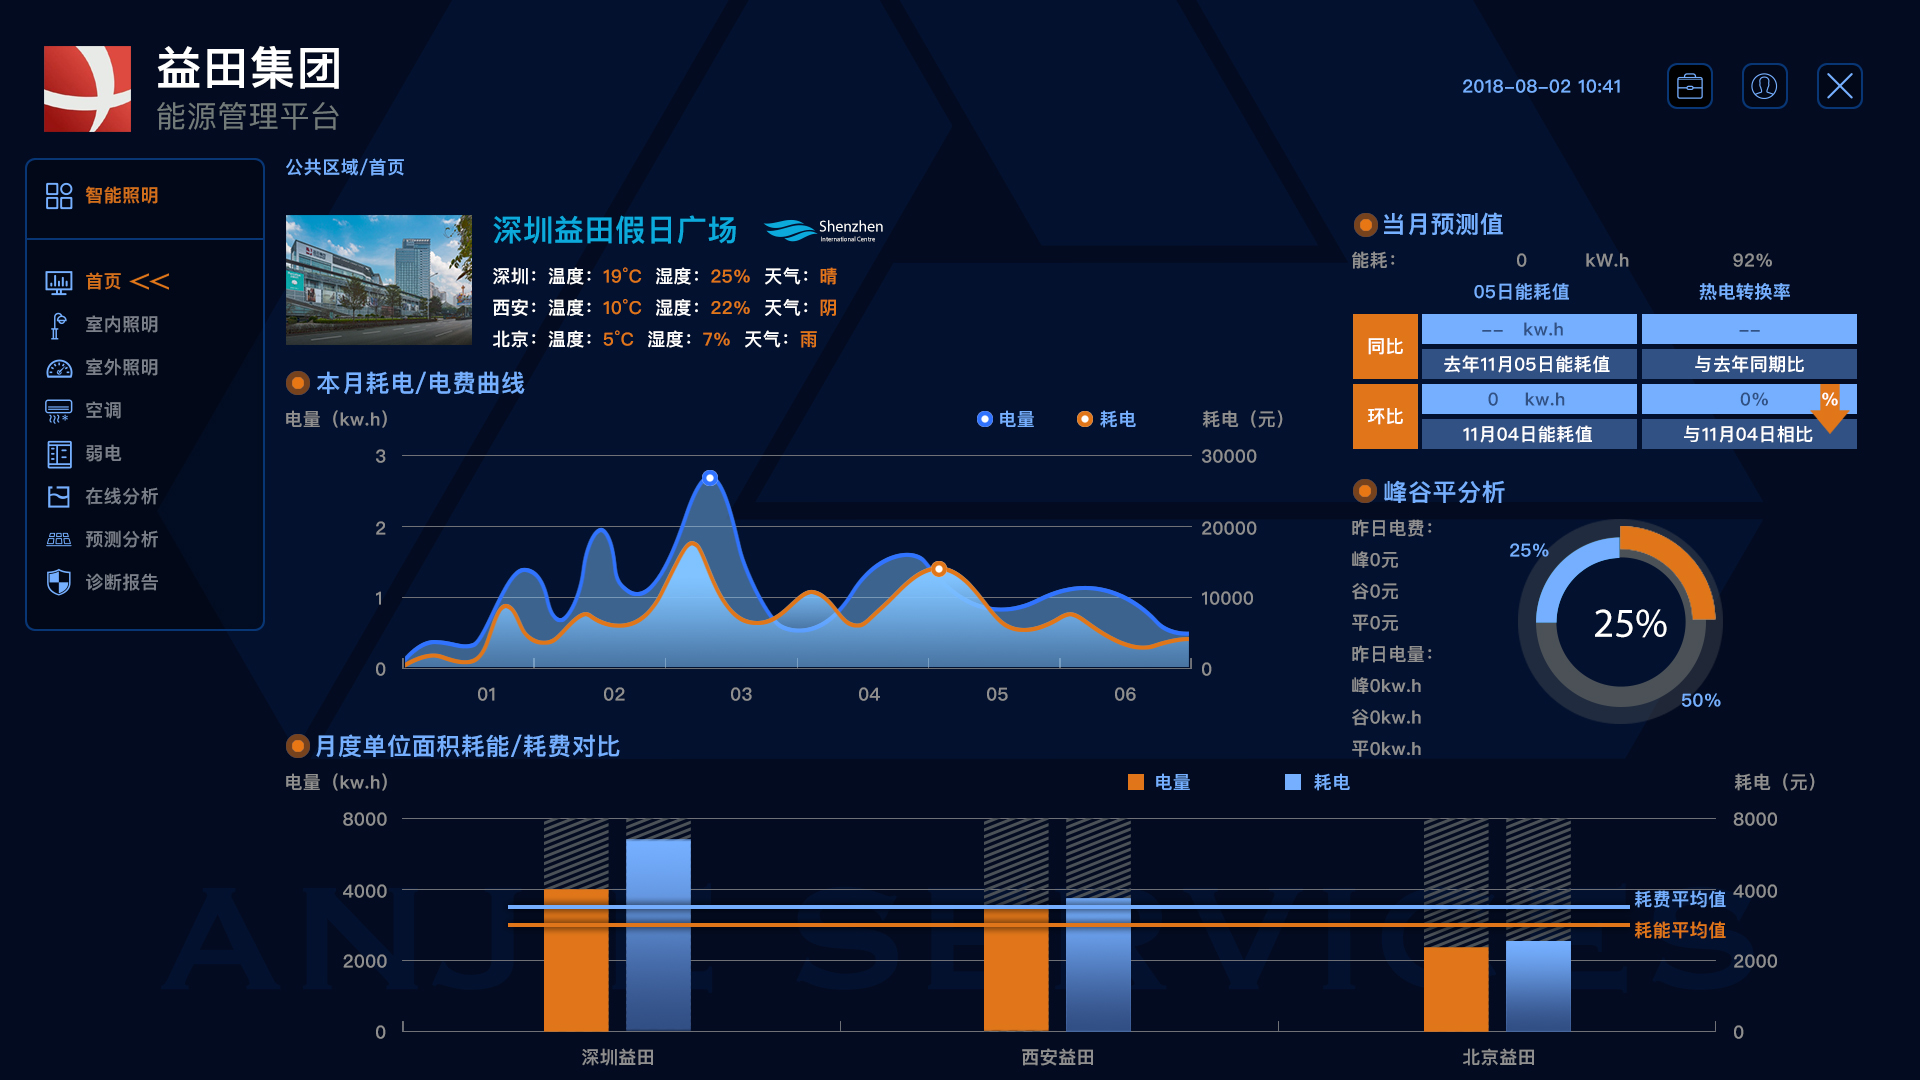 益田集团
能源管理平台
2018-08-02 10:41
智能照明
首页 <<
室内照明
室外照明
空调
弱电
在线分析
预测分析
诊断报告
公共区域/首页
深圳益田假日广场
Shenzhen
International Centre
深圳: 温度: 19°C 湿度: 25% 天气: 晴
西安: 温度: 10°C 湿度: 22% 天气: 阴
北京: 温度: 5°C 湿度: 7% 天气: 雨
本月耗电/电费曲线
电量（kw.h）
电量
耗电
耗电（元）
3
2
1
0
30000
20000
10000
0
01
02
03
04
05
06
当月预测值
能耗: 0 kW.h 92%
05日能耗值
热电转换率
同比
-- kw.h
--
去年11月05日能耗值
与去年同期比
环比
0 kw.h
0%
%
11月04日能耗值
与11月04日相比
峰谷平分析
昨日电费:
峰0元
谷0元
平0元
昨日电量:
峰0kw.h
谷0kw.h
平0kw.h
25%
25%
50%
月度单位面积耗能/耗费对比
电量（kw.h）
电量
耗电
耗电（元）
8000
4000
2000
0
8000
4000
2000
0
耗费平均值
耗能平均值
深圳益田
西安益田
北京益田